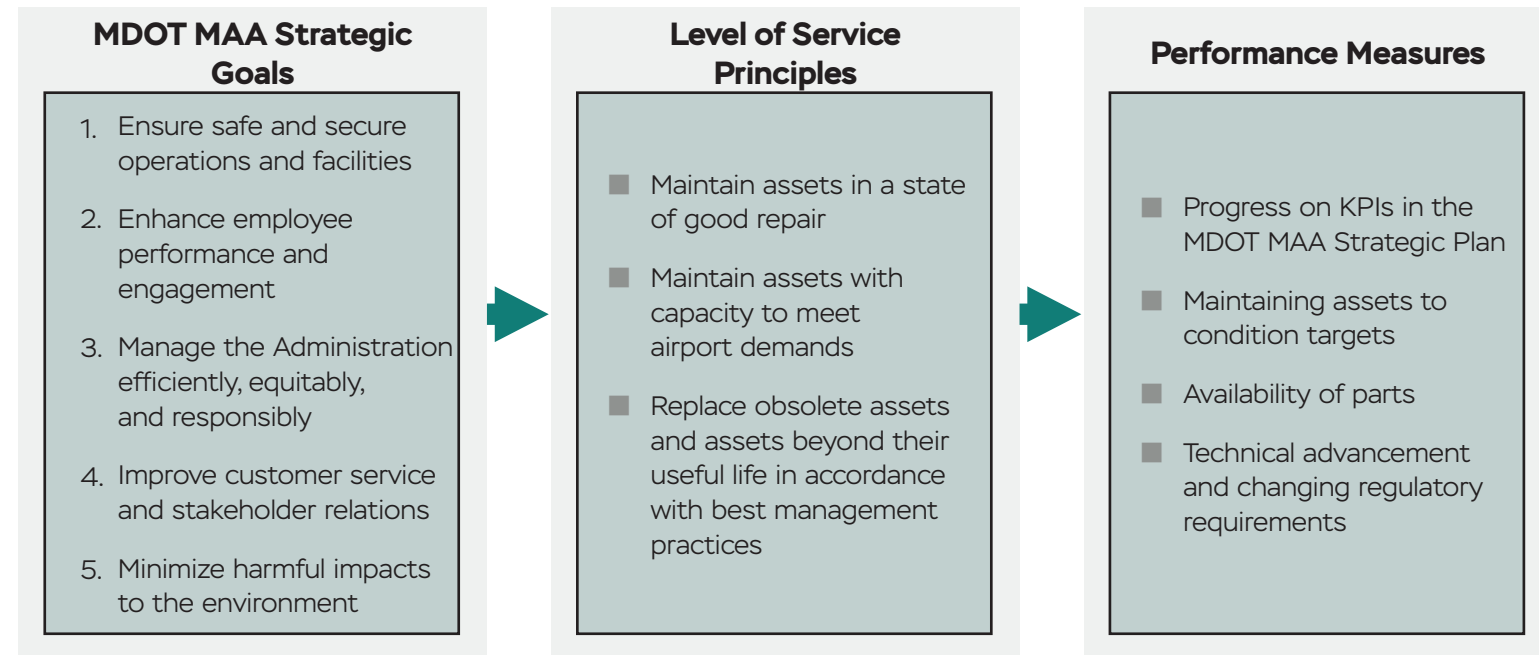 MDOT MAA Strategic
Goals
1. Ensure safe and secure
operations and facilities
2. Enhance employee
performance and
engagement
3. Manage the Administration
efficiently, equitably,
and responsibly
4. Improve customer service
and stakeholder relations
5. Minimize harmful impacts
to the environment
Level of Service
Principles
Maintain assets in a state
of good repair
Maintain assets with
capacity to meet
airport demands
Replace obsolete assets
and assets beyond their
useful life in accordance
with best management
practices
Performance Measures
Progress on KPIs in the
MDOT MAA Strategic Plan
Maintaining assets to
condition targets
Availability of parts
Technical advancement
and changing regulatory
requirements